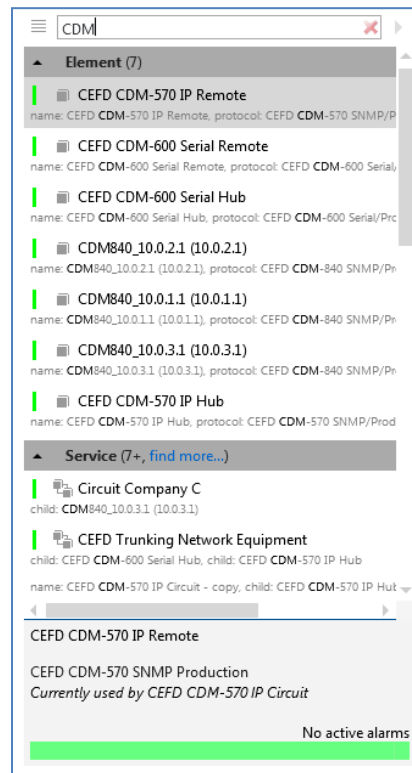 CDM
Element (7)
CEFD CDM-570 IP Remote
name: CEFD CDM-570 IP Remote, protocol: CEFD CDM-570 SNMP/P
CEFD CDM-600 Serial Remote
name: CEFD CDM-600 Serial Remote, protocol: CEFD CDM-600 Serial/
CEFD CDM-600 Serial Hub
name: CEFD CDM-600 Serial Hub, protocol: CEFD CDM-600 Serial/Prc
CDM840_10.0.2.1 (10.0.2.1)
name: CDM840_10.0.2.1 (10.0.2.1), protocol: CEFD CDM-840 SNMP/Pr
CDM840_10.0.1.1 (10.0.1.1)
name: CDM840_10.0.1.1 (10.0.1.1), protocol: CEFD CDM-840 SNMP/Pr
CDM840_10.0.3.1 (10.0.3.1)
name: CDM840_10.0.3.1 (10.0.3.1), protocol: CEFD CDM-840 SNMP/Pr
CEFD CDM-570 IP Hub
name: CEFD CDM-570 IP Hub, protocol: CEFD CDM-570 SNMP/Prod
Service (7+, find more...)
Circuit Company C
child: CDM840_10.0.3.1 (10.0.3.1)
CEFD Trunking Network Equipment
child: CEFD CDM-600 Serial Hub, child: CEFD CDM-570 IP Hub
name: CEFD CDM-570 IP Circuit - copy, child: CEFD CDM-570 IP Hub
CEFD CDM-570 IP Remote
CEFD CDM-570 SNMP Production
Currently used by CEFD CDM-570 IP Circuit
No active alarms